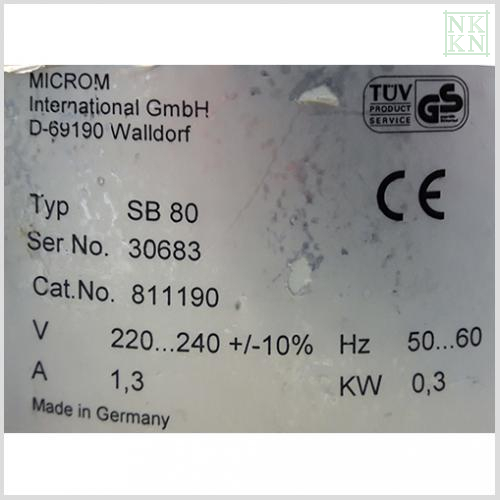 NK
KN
MICROM
International GmbH
D-69190 Walldorf
TÜV
PRODUCT
SERVICE
GS
CE
Typ SB 80
Ser.No. 30683
Cat.No. 811190
V 220...240 +/-10% Hz 50...60
A 1,3 KW 0,3
Made in Germany